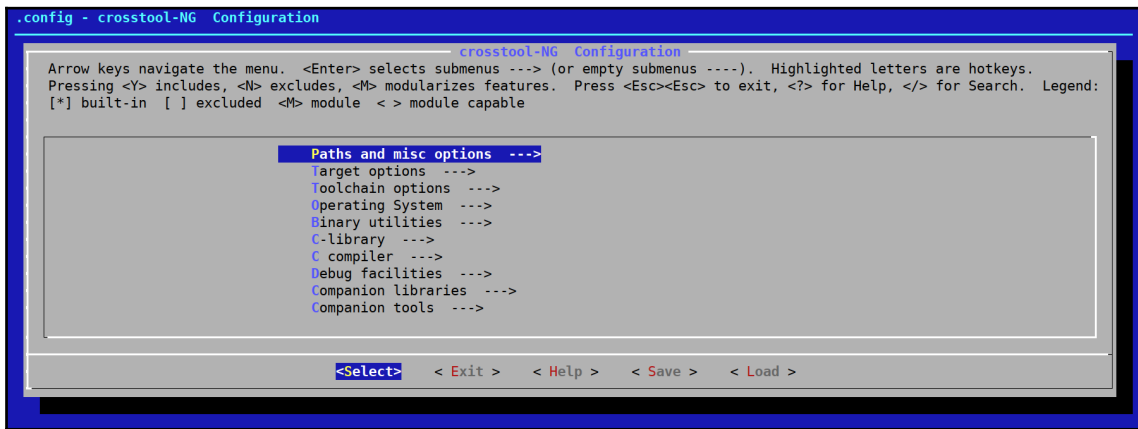 .config - crosstool-NG  Configuration
crosstool-NG  Configuration
Arrow keys navigate the menu.  <Enter> selects submenus ---> (or empty submenus ----).  Highlighted letters are hotkeys.
Pressing <Y> includes, <N> excludes, <M> modularizes features.  Press <Esc><Esc> to exit, <?> for Help, </> for Search.  Legend:
[*] built-in  [ ] excluded  <M> module  < > module capable
Paths and misc options  --->
Target options  --->
Toolchain options  --->
Operating System  --->
Binary utilities  --->
C-library  --->
C compiler  --->
Debug facilities  --->
Companion libraries  --->
Companion tools  --->
<Select>    < Exit >    < Help >    < Save >    < Load >